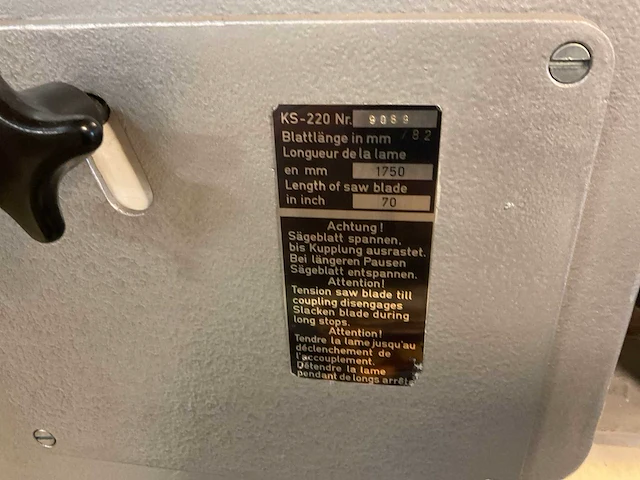 KS-220 Nr. 9089
Blattlänge in mm /82
Longueur de la lame
en mm 1750
Length of saw blade
in inch 70
Achtung!
Sägeblatt spannen,
bis Kupplung ausrastet.
Bei längeren Pausen
Sägeblatt entspannen.
Attention!
Tension saw blade till
coupling disengages
Slacken blade during
long stops.
Attention!
Tendre la lame jusqu'au
déclenchement de
l'accouplement.
Détendre la lame
pendant de longs arrêts